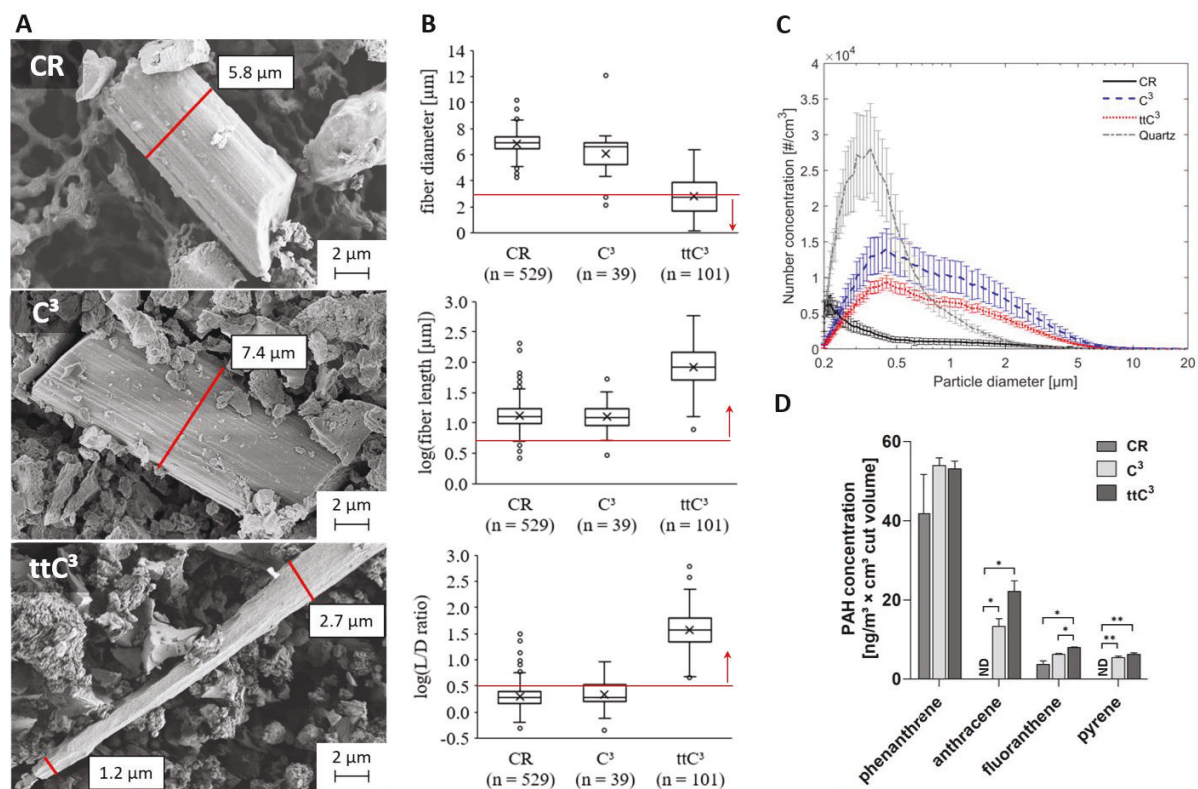 A
CR
5.8 µm
2 µm
C³
7.4 µm
2 µm
ttC³
2.7 µm
1.2 µm
2 µm
B
fiber diameter [µm]
14
12
10
8
6
4
2
0
CR
(n = 529)
C³
(n = 39)
ttC³
(n = 101)
log(fiber length [µm])
3.0
2.5
2.0
1.5
1.0
0.5
0.0
CR
(n = 529)
C³
(n = 39)
ttC³
(n = 101)
log(L/D ratio)
3.0
2.5
2.0
1.5
1.0
0.5
0.0
-0.5
CR
(n = 529)
C³
(n = 39)
ttC³
(n = 101)
C
×10⁴
Number concentration [#/cm³]
4
3.5
3
2.5
2
1.5
1
0.5
0
0.2
0.5
1
2
5
10
20
Particle diameter [µm]
CR
C³
ttC³
Quartz
D
PAH concentration
[ng/m³ × cm³ cut volume]
60
40
20
0
CR
C³
ttC³
ND
*
*
*
*
ND
**
**
phenanthrene
anthracene
fluoranthene
pyrene